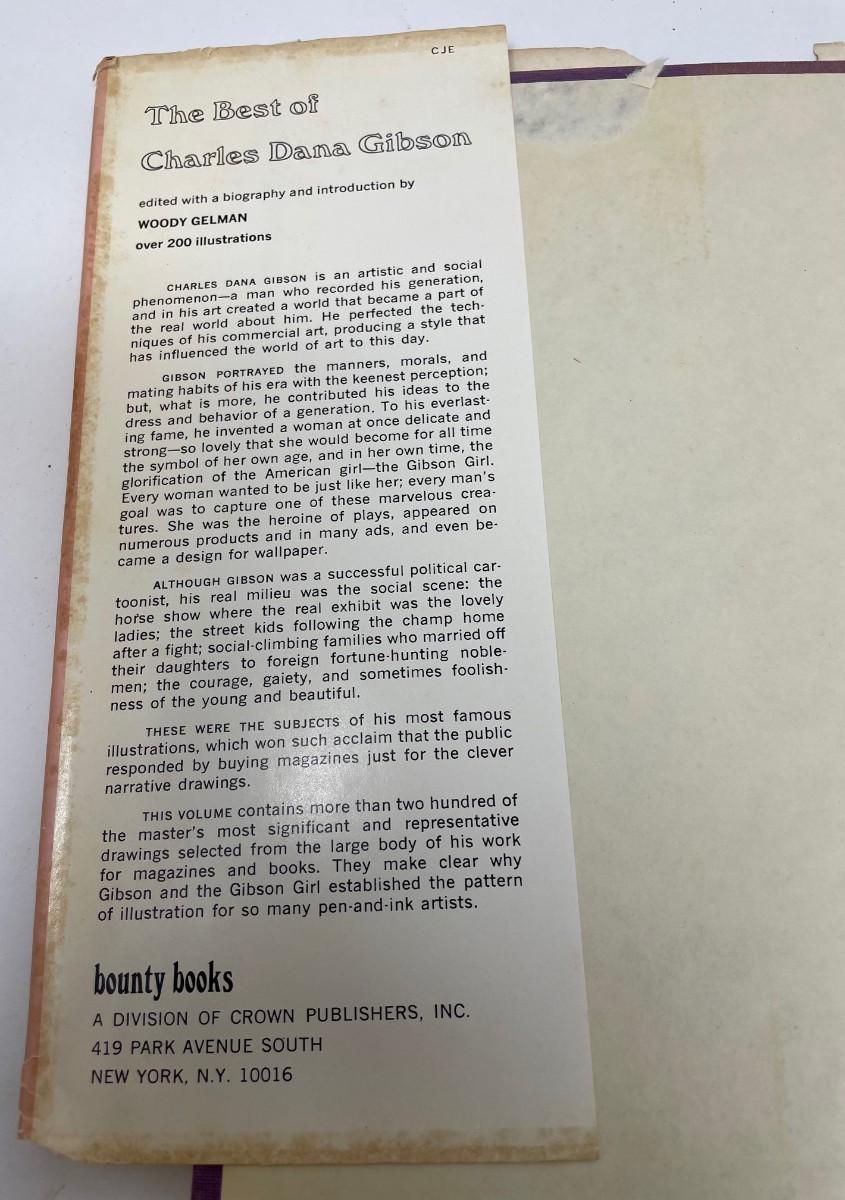 CJE
The Best of
Charles Dana Gibson
edited with a biography and introduction by
WOODY GELMAN
over 200 illustrations
CHARLES DANA GIBSON is an artistic and social
phenomenon—a man who recorded his generation,
and in his art created a world that became a part of
the real world about him. He perfected the tech-
niques of his commercial art, producing a style that
has influenced the world of art to this day.
GIBSON PORTRAYED the manners, morals, and
mating habits of his era with the keenest perception;
but, what is more, he contributed his ideas to the
dress and behavior of a generation. To his everlast-
ing fame, he invented a woman at once delicate and
strong—so lovely that she would become for all time
the symbol of her own age, and in her own time, the
glorification of the American girl—the Gibson Girl.
Every woman wanted to be just like her; every man's
goal was to capture one of these marvelous crea-
tures. She was the heroine of plays, appeared on
numerous products and in many ads, and even be-
came a design for wallpaper.
ALTHOUGH GIBSON was a successful political car-
toonist, his real milieu was the social scene: the
horse show where the real exhibit was the lovely
ladies; the street kids following the champ home
after a fight; social-climbing families who married off
their daughters to foreign fortune-hunting noble-
men; the courage, gaiety, and sometimes foolish-
ness of the young and beautiful.
THESE WERE THE SUBJECTS of his most famous
illustrations, which won such acclaim that the public
responded by buying magazines just for the clever
narrative drawings.
THIS VOLUME contains more than two hundred of
the master's most significant and representative
drawings selected from the large body of his work
for magazines and books. They make clear why
Gibson and the Gibson Girl established the pattern
of illustration for so many pen-and-ink artists.
bounty books
A DIVISION OF CROWN PUBLISHERS, INC.
419 PARK AVENUE SOUTH
NEW YORK, N.Y. 10016